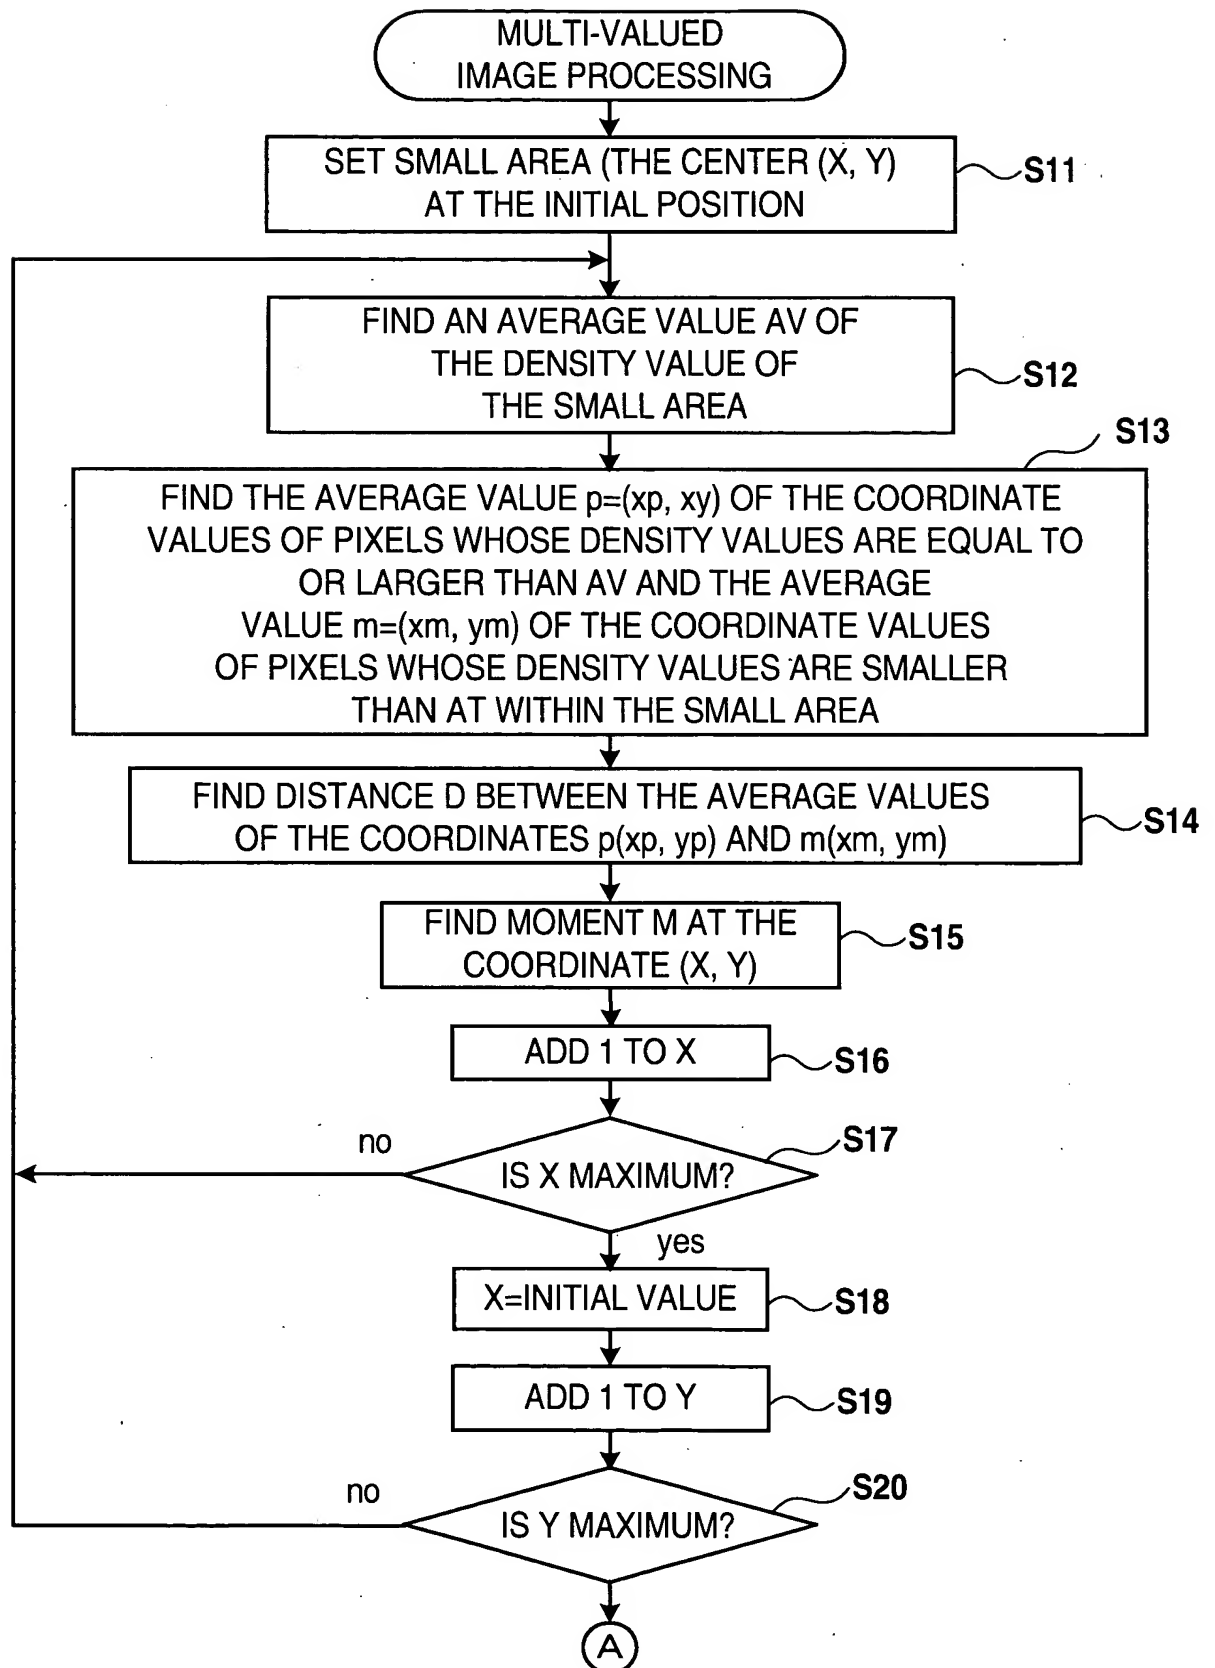 MULTI-VALUED
IMAGE PROCESSING
SET SMALL AREA (THE CENTER (X, Y)
AT THE INITIAL POSITION
S11
FIND AN AVERAGE VALUE AV OF
THE DENSITY VALUE OF
THE SMALL AREA
S12
S13
FIND THE AVERAGE VALUE p=(xp, xy) OF THE COORDINATE
VALUES OF PIXELS WHOSE DENSITY VALUES ARE EQUAL TO
OR LARGER THAN AV AND THE AVERAGE
VALUE m=(xm, ym) OF THE COORDINATE VALUES
OF PIXELS WHOSE DENSITY VALUES ARE SMALLER
THAN AT WITHIN THE SMALL AREA
FIND DISTANCE D BETWEEN THE AVERAGE VALUES
OF THE COORDINATES p(xp, yp) AND m(xm, ym)
S14
FIND MOMENT M AT THE
COORDINATE (X, Y)
S15
ADD 1 TO X
S16
no
S17
IS X MAXIMUM?
yes
X=INITIAL VALUE
S18
ADD 1 TO Y
S19
no
S20
IS Y MAXIMUM?
A